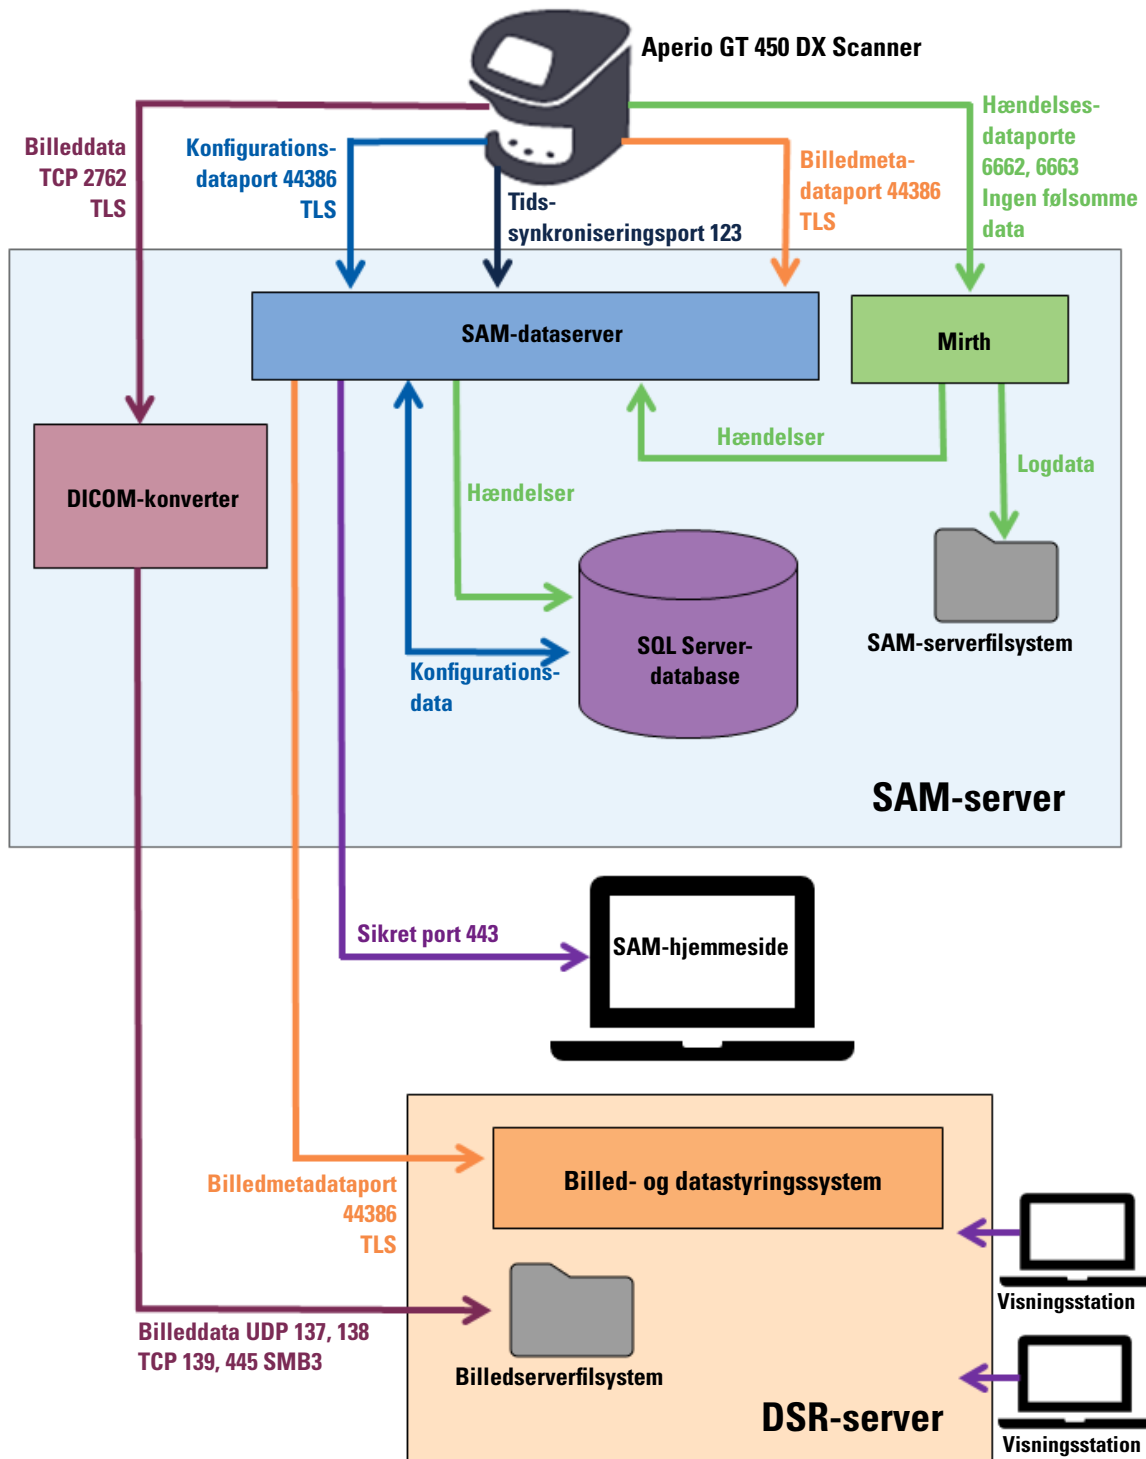 Aperio GT 450 DX Scanner
Billeddata
TCP 2762
TLS
Konfigurations-
dataport 44386
TLS
Tids-
synkroniseringsport 123
Billedmeta-
dataport 44386
TLS
Hændelses-
dataporte
6662, 6663
Ingen følsomme
data
SAM-dataserver
Mirth
DICOM-konverter
Hændelser
Hændelser
Logdata
SQL Server-
database
SAM-serverfilsystem
Konfigurations-
data
SAM-server
Sikret port 443
SAM-hjemmeside
Billedmetadataport
44386
TLS
Billed- og datastyringssystem
Visningsstation
Billeddata UDP 137, 138
TCP 139, 445 SMB3
Billedserverfilsystem
DSR-server
Visningsstation